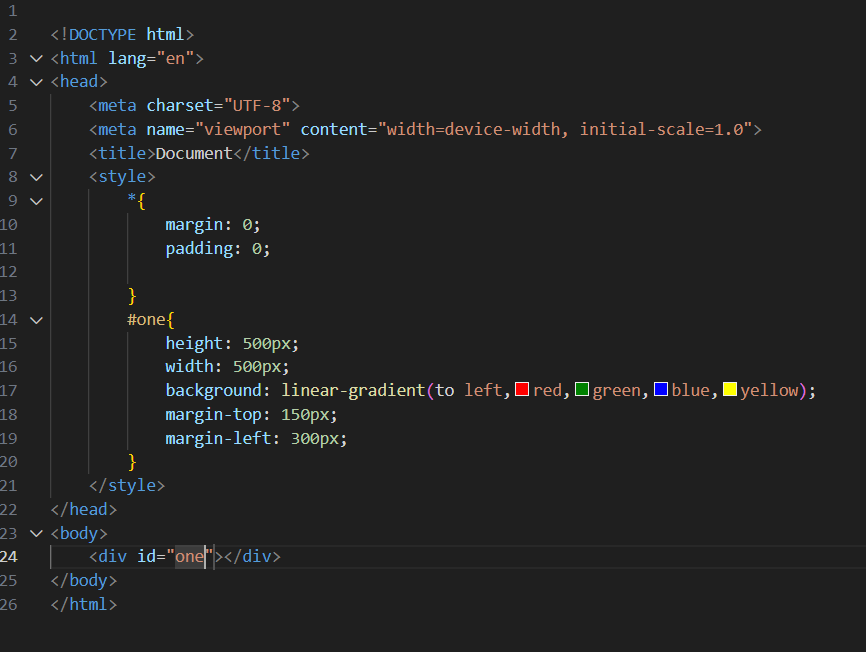 1
2 <!DOCTYPE html>
3 <html lang="en">
4 <head>
5     <meta charset="UTF-8">
6     <meta name="viewport" content="width=device-width, initial-scale=1.0">
7     <title>Document</title>
8     <style>
9         *{
10             margin: 0;
11             padding: 0;
12
13         }
14         #one{
15             height: 500px;
16             width: 500px;
17             background: linear-gradient(to left,red,green,blue,yellow);
18             margin-top: 150px;
19             margin-left: 300px;
20         }
21     </style>
22 </head>
23 <body>
24     <div id="one"></div>
25 </body>
26 </html>